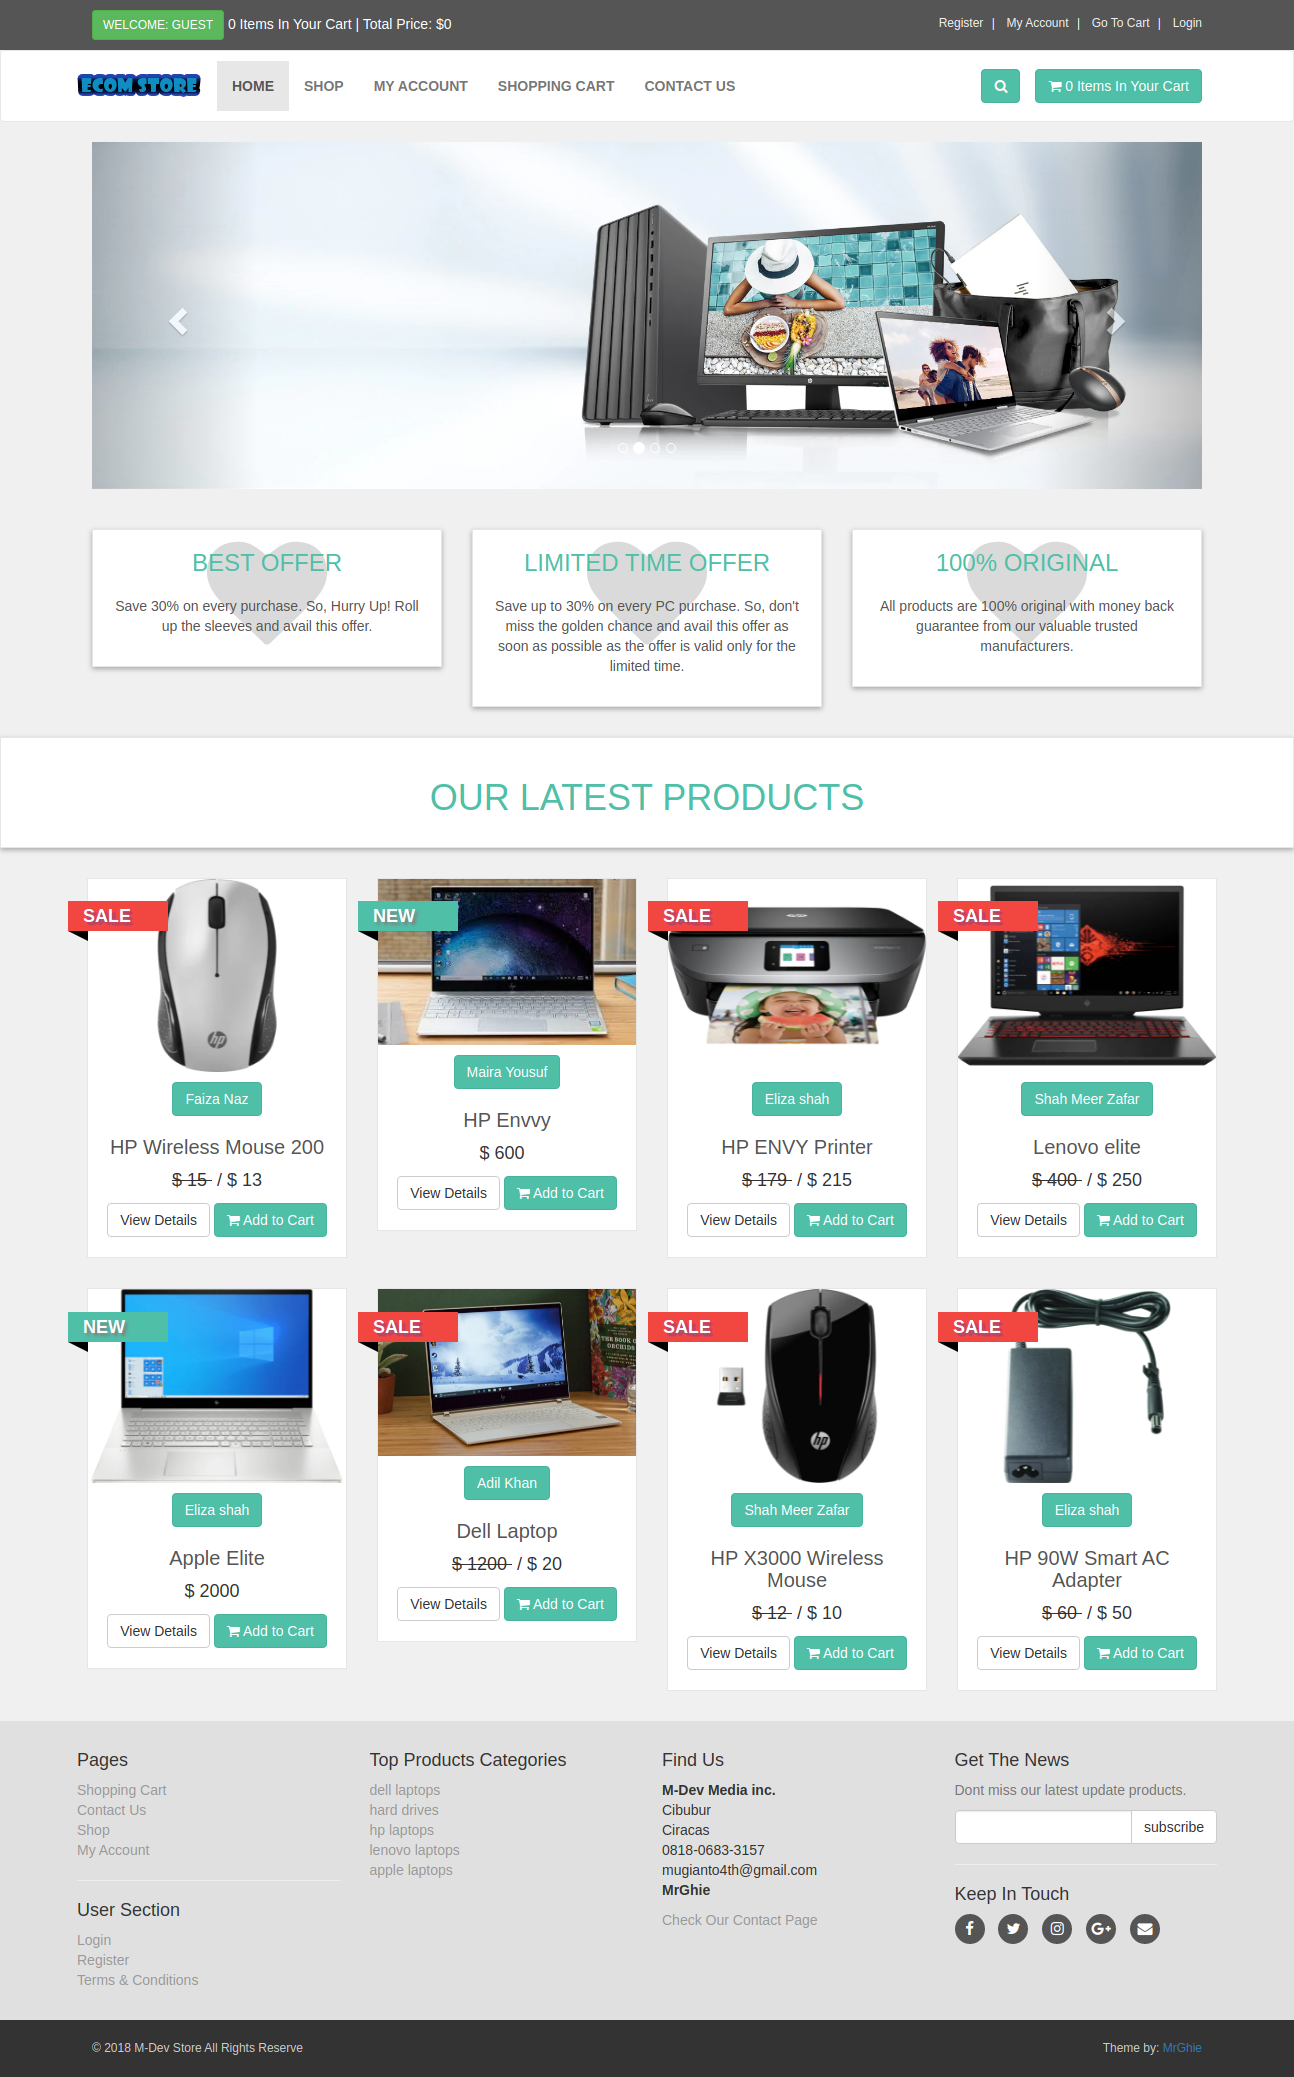 WELCOME: GUEST 0 Items In Your Cart | Total Price: $0
Register | My Account | Go To Cart | Login
ECOM STORE
HOME SHOP MY ACCOUNT SHOPPING CART CONTACT US
0 Items In Your Cart
BEST OFFER
Save 30% on every purchase. So, Hurry Up! Roll
up the sleeves and avail this offer.
LIMITED TIME OFFER
Save up to 30% on every PC purchase. So, don't
miss the golden chance and avail this offer as
soon as possible as the offer is valid only for the
limited time.
100% ORIGINAL
All products are 100% original with money back
guarantee from our valuable trusted
manufacturers.
OUR LATEST PRODUCTS
SALE
hp
Faiza Naz
HP Wireless Mouse 200
$ 15 / $ 13
View Details Add to Cart
NEW
Maira Yousuf
HP Envvy
$ 600
View Details Add to Cart
SALE
Eliza shah
HP ENVY Printer
$ 179 / $ 215
View Details Add to Cart
SALE
Shah Meer Zafar
Lenovo elite
$ 400 / $ 250
View Details Add to Cart
NEW
Eliza shah
Apple Elite
$ 2000
View Details Add to Cart
SALE
THE BOOK OF
ORCHIDS
Adil Khan
Dell Laptop
$ 1200 / $ 20
View Details Add to Cart
SALE
hp
Shah Meer Zafar
HP X3000 Wireless
Mouse
$ 12 / $ 10
View Details Add to Cart
SALE
Eliza shah
HP 90W Smart AC
Adapter
$ 60 / $ 50
View Details Add to Cart
Pages
Shopping Cart
Contact Us
Shop
My Account
User Section
Login
Register
Terms & Conditions
Top Products Categories
dell laptops
hard drives
hp laptops
lenovo laptops
apple laptops
Find Us
M-Dev Media inc.
Cibubur
Ciracas
0818-0683-3157
mugianto4th@gmail.com
MrGhie
Check Our Contact Page
Get The News
Dont miss our latest update products.
subscribe
Keep In Touch
© 2018 M-Dev Store All Rights Reserve
Theme by: MrGhie